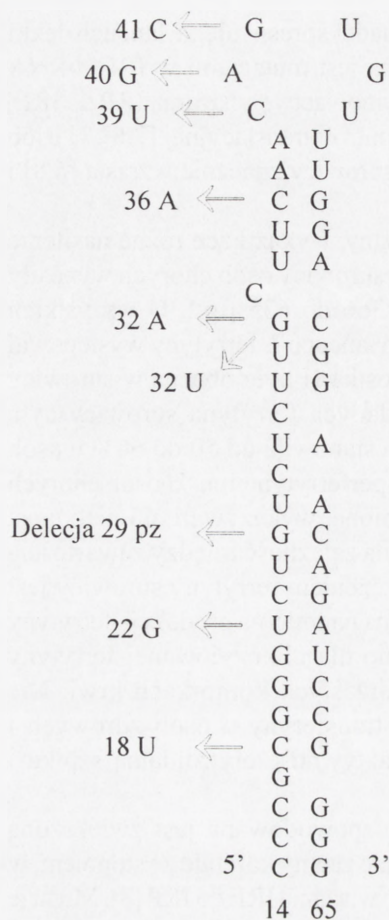 41 C G U
40 G A G
39 U C U
A U
A U
36 A C G
U G
U A
C
32 A G C
32 U U G
U G
C
U A
C
U A
Delecja 29 pz G C
U A
U G
22 G U A
U U
G C
G C
18 U C G
G
C G
C G
5' C G 3'
14 65